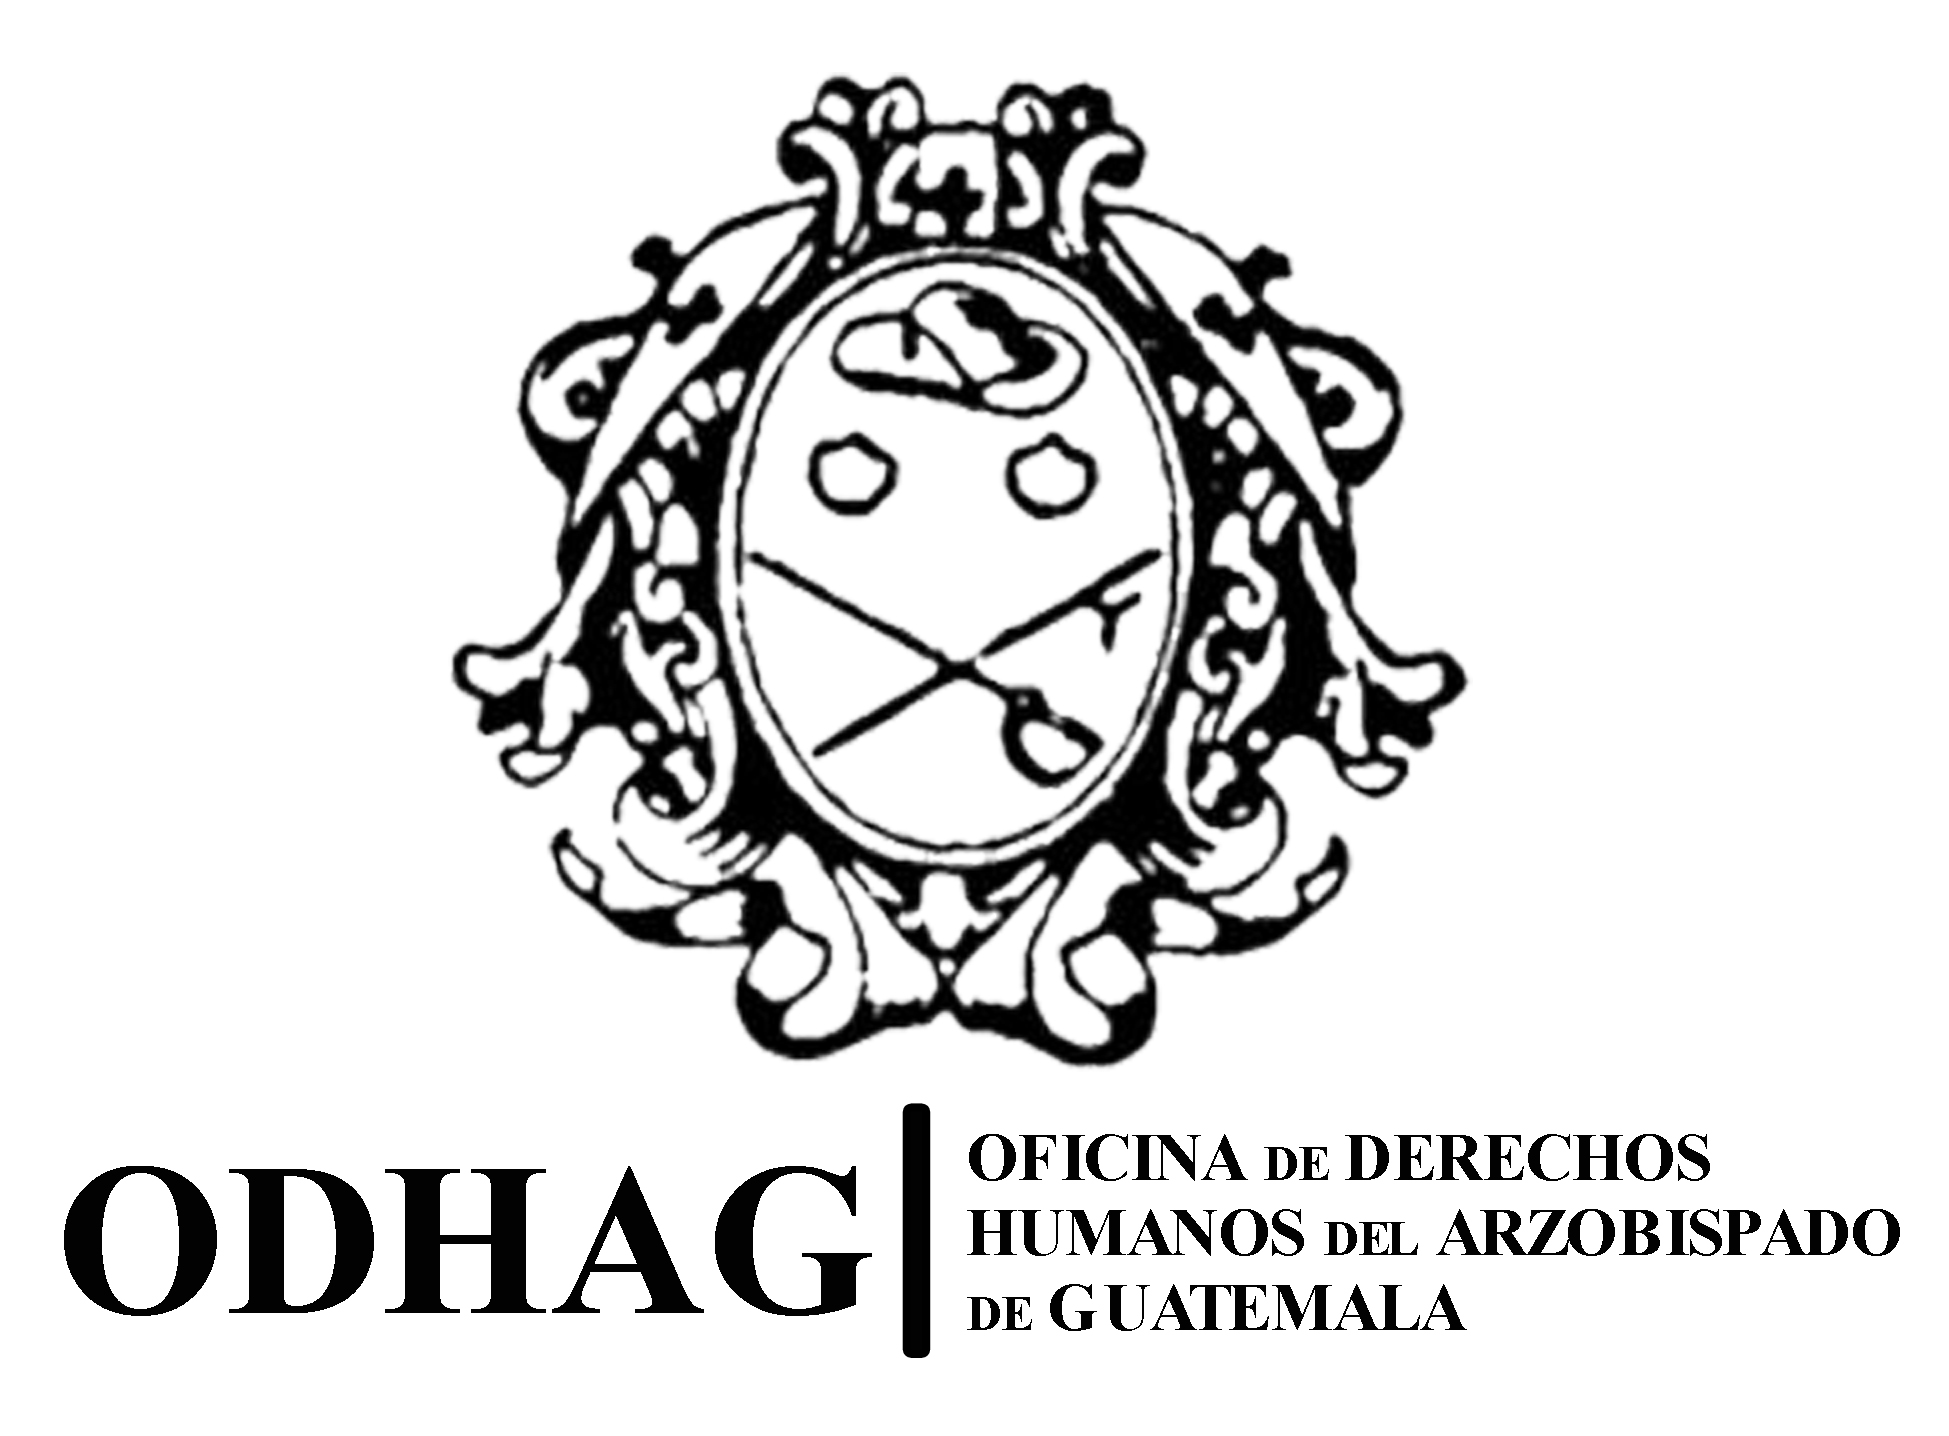 ODHAG
OFICINA DE DERECHOS
HUMANOS DEL ARZOBISPADO
DE GUATEMALA